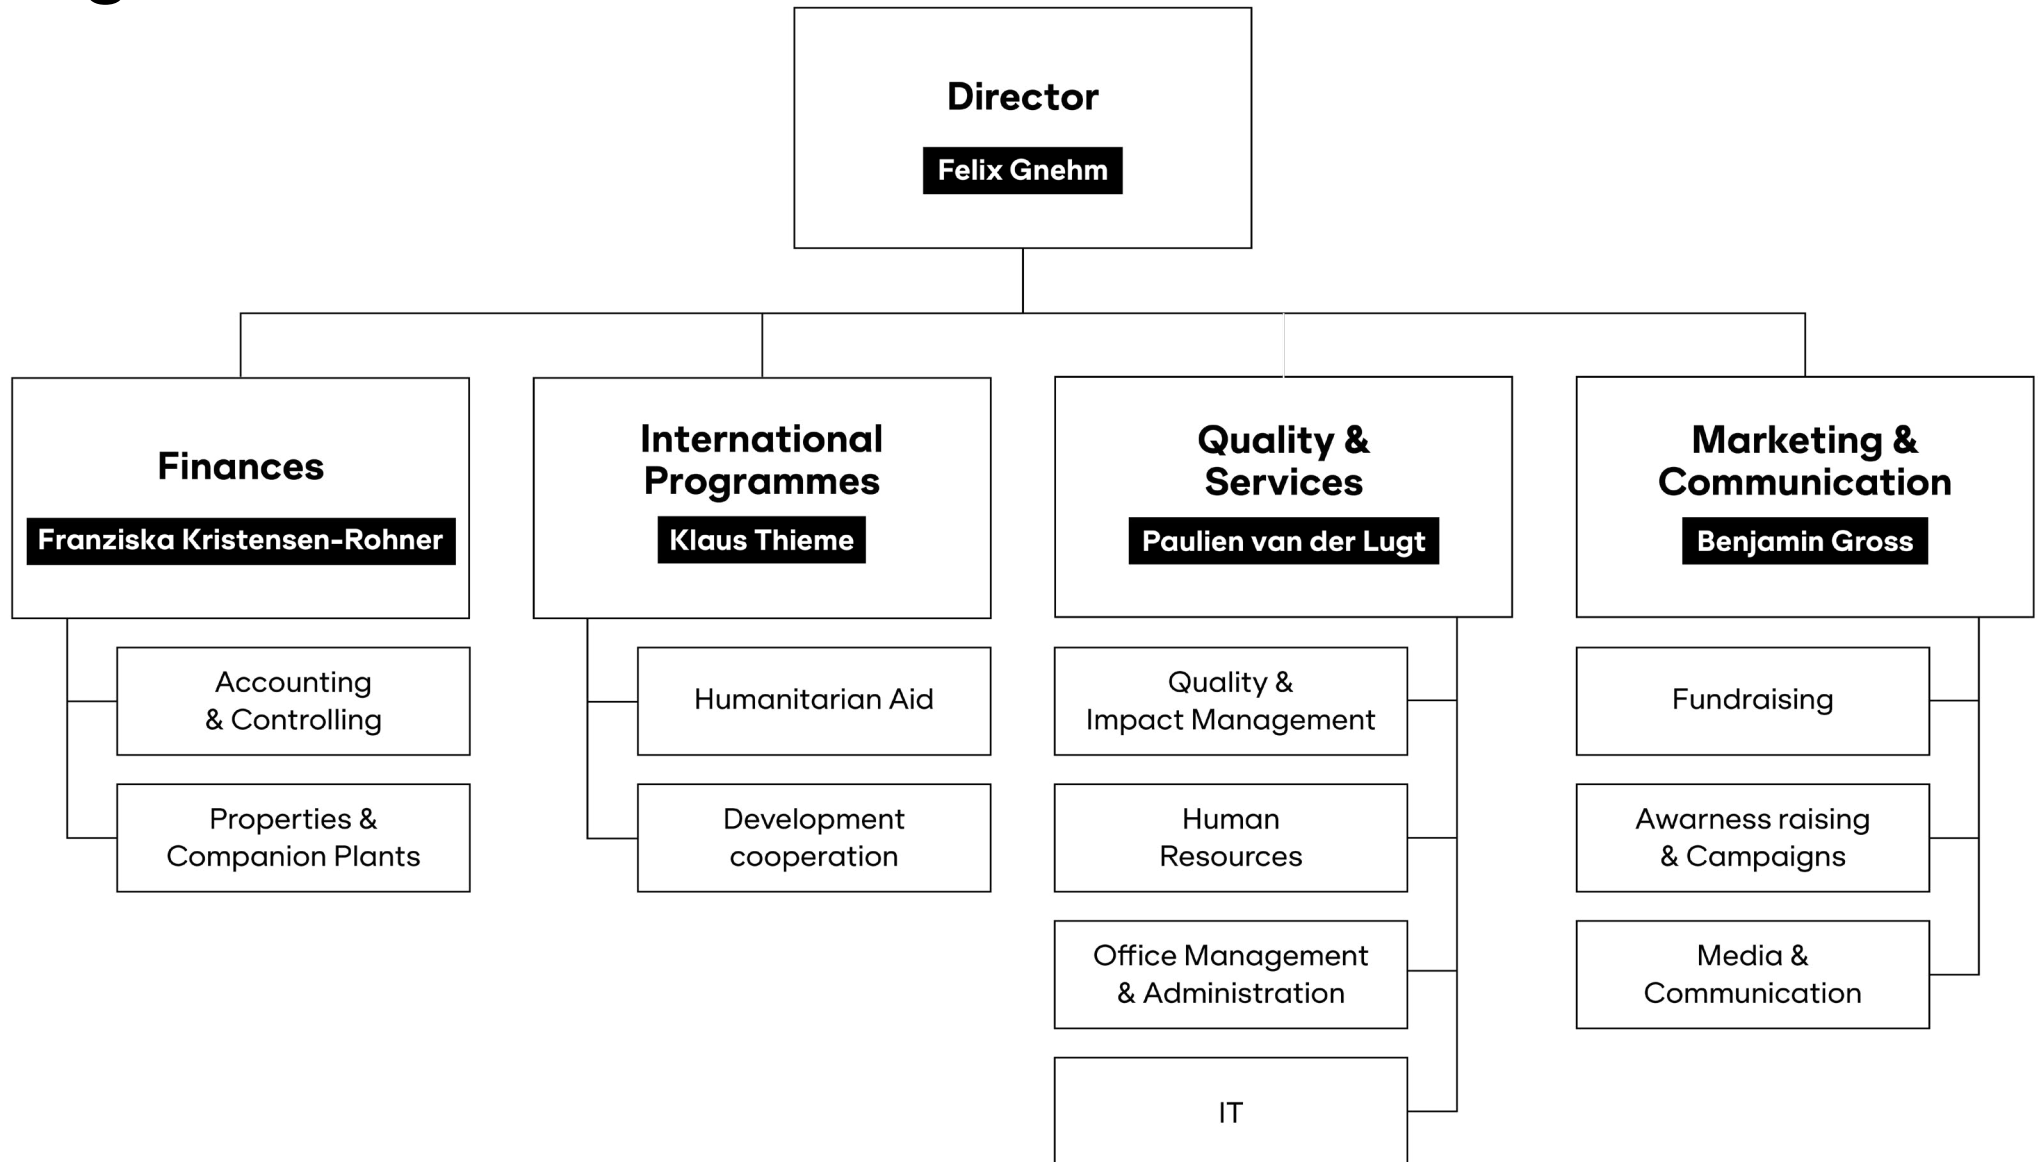 Director
Felix Gnehm
Finances
Franziska Kristensen-Rohner
International
Programmes
Klaus Thieme
Quality &
Services
Paulien van der Lugt
Marketing &
Communication
Benjamin Gross
Accounting
& Controlling
Properties &
Companion Plants
Humanitarian Aid
Development
cooperation
Quality &
Impact Management
Human
Resources
Office Management
& Administration
IT
Fundraising
Awarness raising
& Campaigns
Media &
Communication